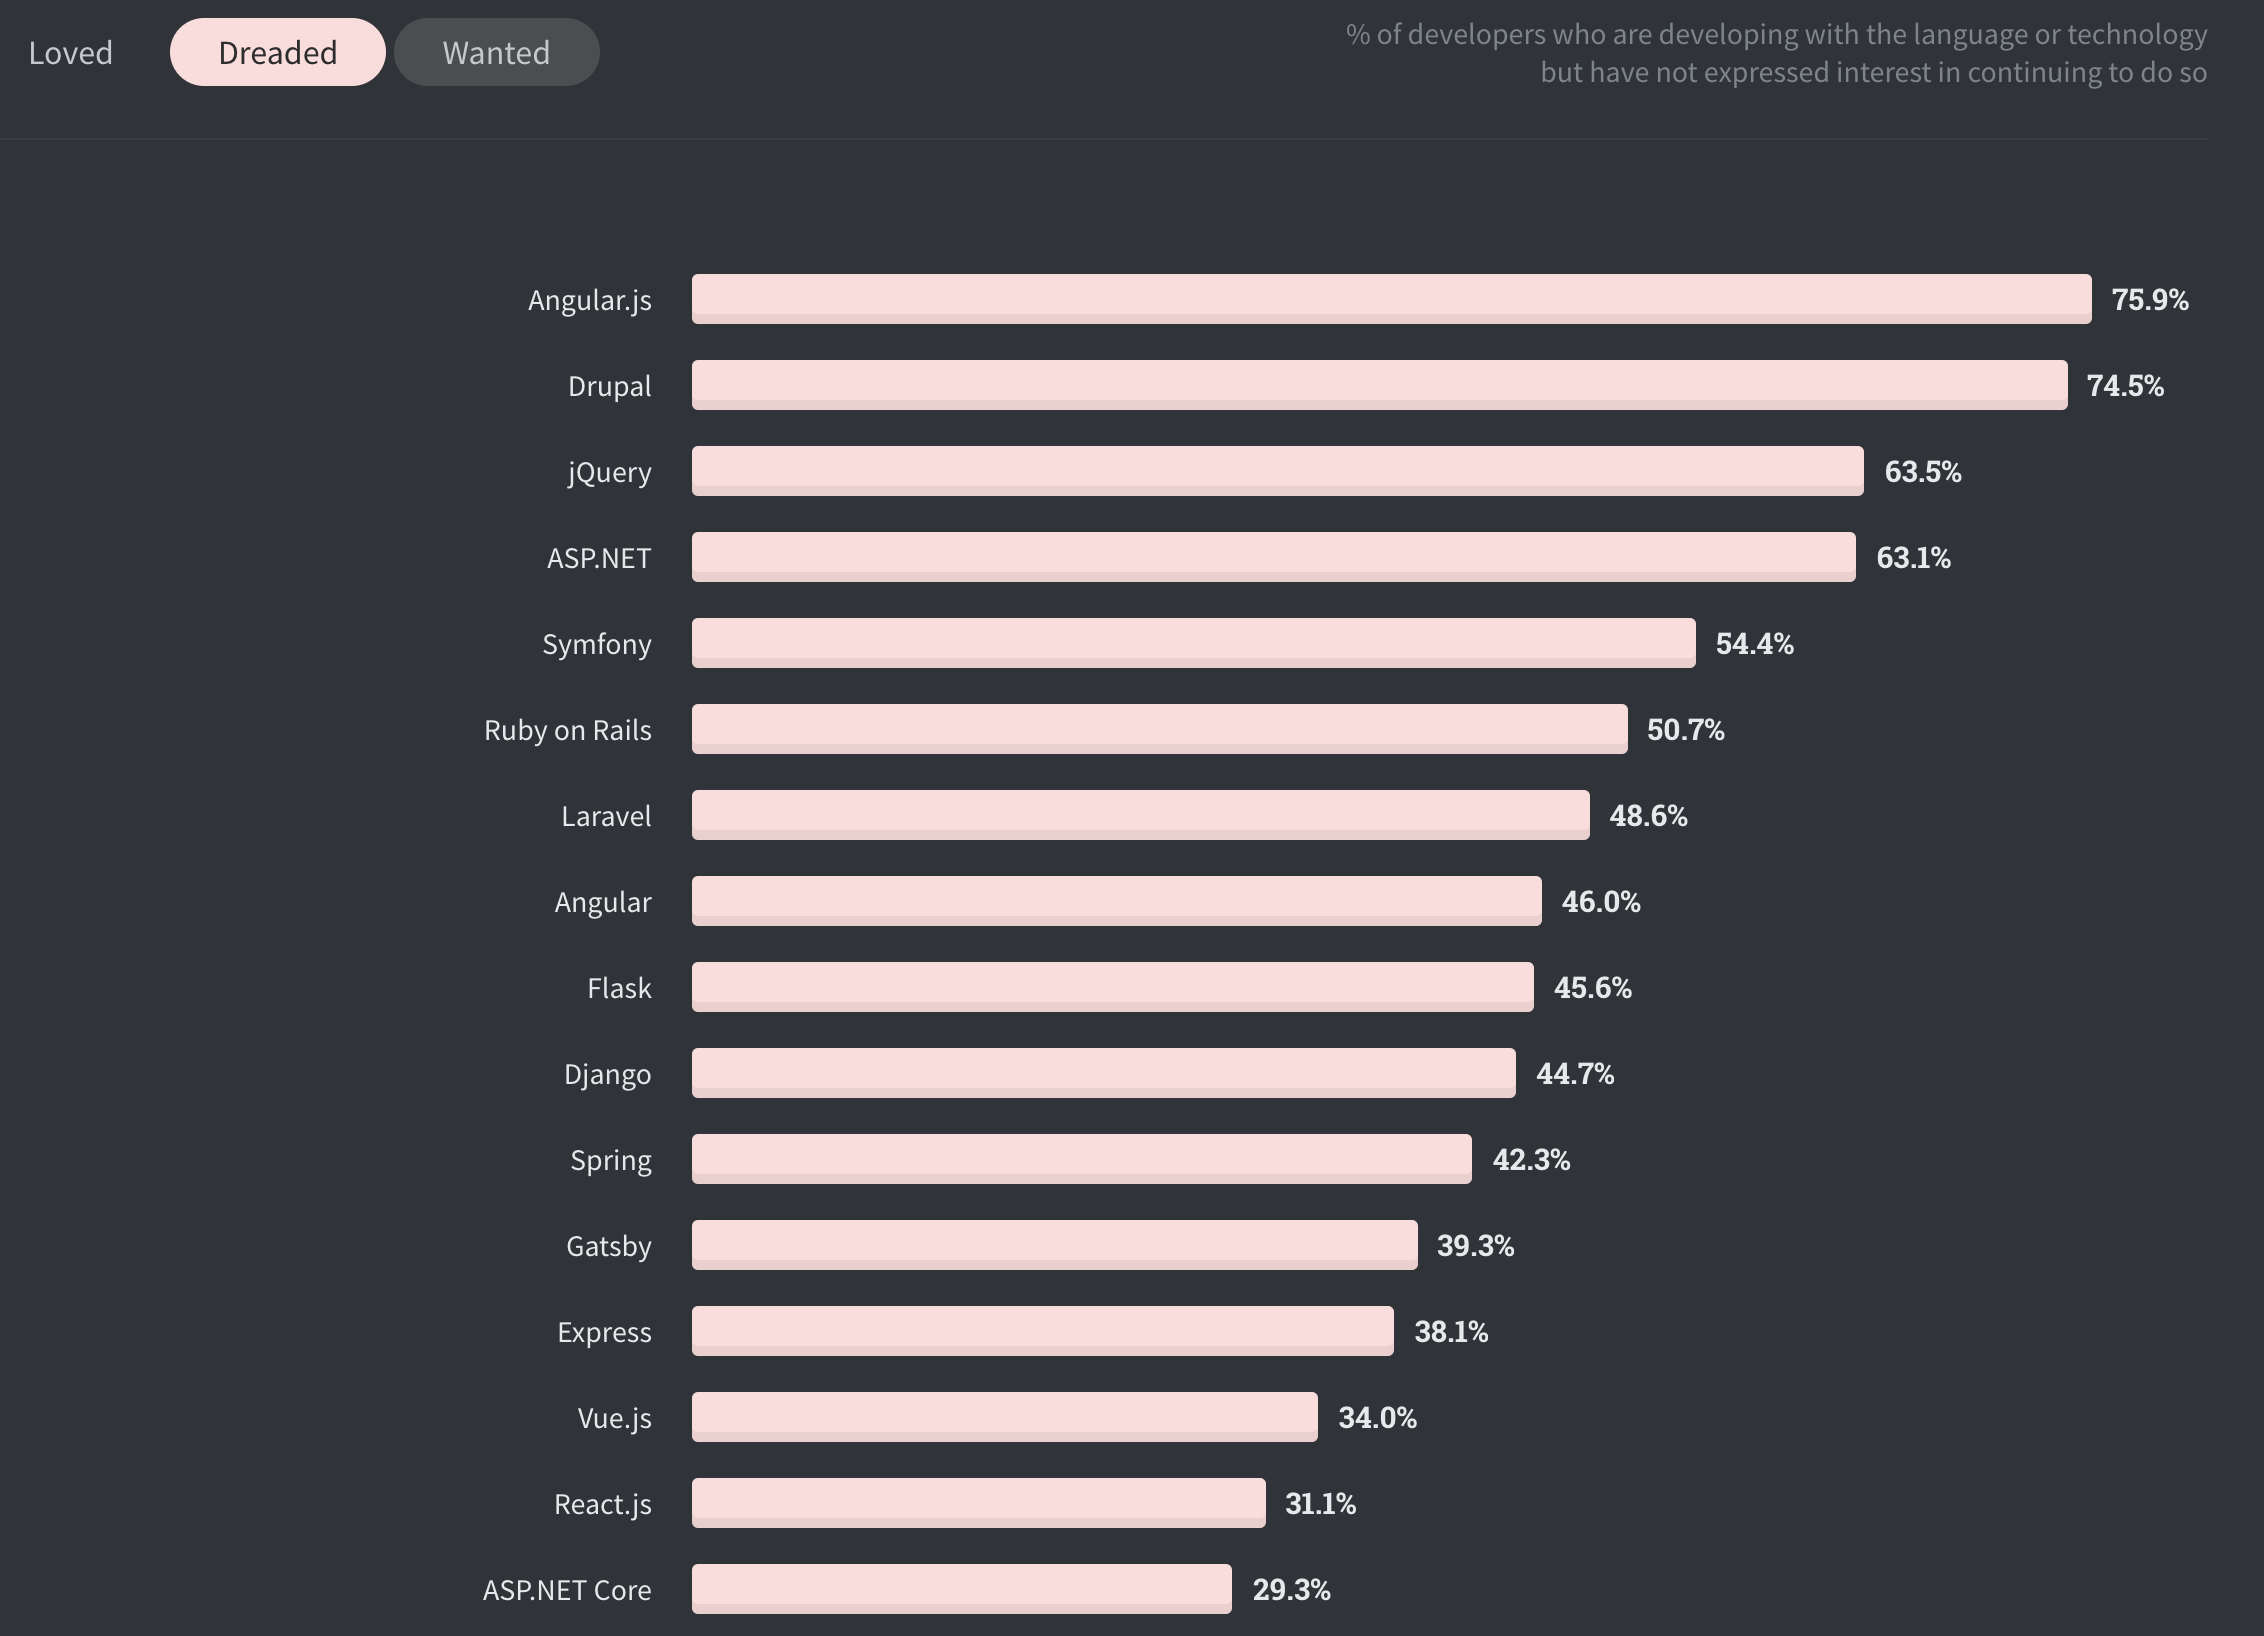 Loved
Dreaded
Wanted
% of developers who are developing with the language or technology
but have not expressed interest in continuing to do so
Angular.js 75.9%
Drupal 74.5%
jQuery 63.5%
ASP.NET 63.1%
Symfony 54.4%
Ruby on Rails 50.7%
Laravel 48.6%
Angular 46.0%
Flask 45.6%
Django 44.7%
Spring 42.3%
Gatsby 39.3%
Express 38.1%
Vue.js 34.0%
React.js 31.1%
ASP.NET Core 29.3%